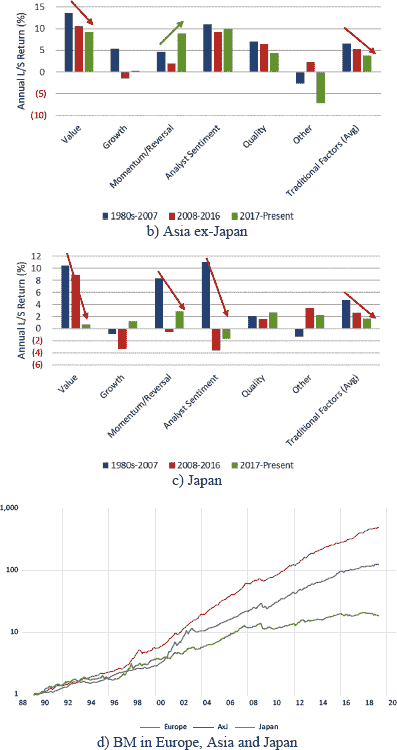 Annual L/S Return (%)
15
10
5
0
(5)
(10)
Value
Growth
Momentum/Reversal
Analyst Sentiment
Quality
Other
Traditional Factors (Avg)
1980s-2007 2008-2016 2017-Present
b) Asia ex-Japan
Annual L/S Return (%)
12
10
8
6
4
2
0
(2)
(4)
(6)
Value
Growth
Momentum/Reversal
Analyst Sentiment
Quality
Other
Traditional Factors (Avg)
1980s-2007 2008-2016 2017-Present
c) Japan
1,000
100
10
1
88 90 92 94 96 98 00 02 04 06 08 10 12 14 16 18 20
Europe AxJ Japan
d) BM in Europe, Asia and Japan